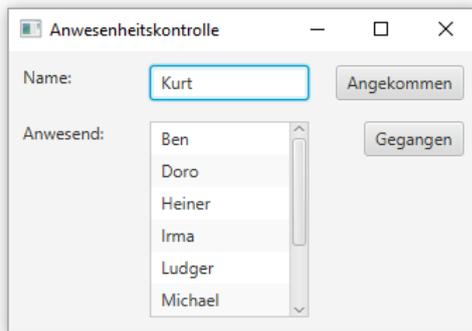 Anwesenheitskontrolle
Name: Kurt Angekommen
Anwesend: Ben Gegangen
Doro
Heiner
Irma
Ludger
Michael